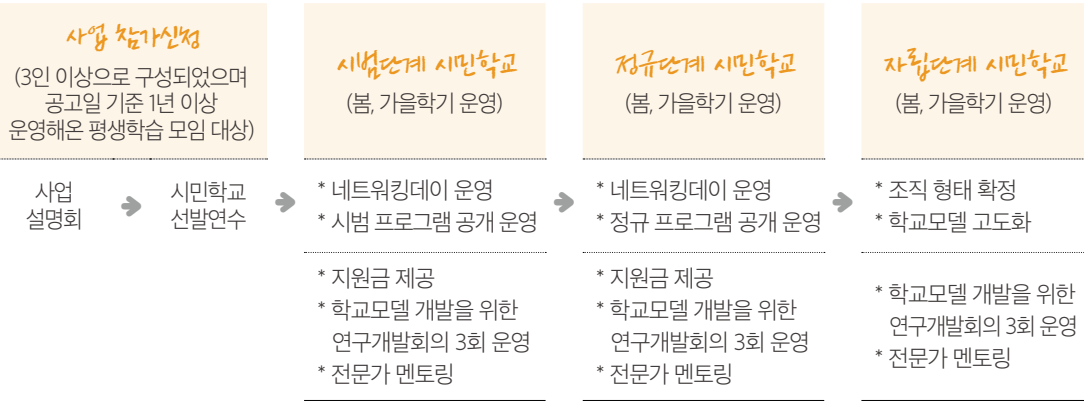 사업 참가신청
(3인 이상으로 구성되었으며
공고일 기준 1년 이상
운영해온 평생학습 모임 대상)
사업
설명회
시민학교
선발연수
시범단계 시민학교
(봄, 가을학기 운영)
* 네트워킹데이 운영
* 시범 프로그램 공개 운영
* 지원금 제공
* 학교모델 개발을 위한
연구개발회의 3회 운영
* 전문가 멘토링
정규단계 시민학교
(봄, 가을학기 운영)
* 네트워킹데이 운영
* 정규 프로그램 공개 운영
* 지원금 제공
* 학교모델 개발을 위한
연구개발회의 3회 운영
* 전문가 멘토링
자립단계 시민학교
(봄, 가을학기 운영)
* 조직 형태 확정
* 학교모델 고도화
* 학교모델 개발을 위한
연구개발회의 3회 운영
* 전문가 멘토링